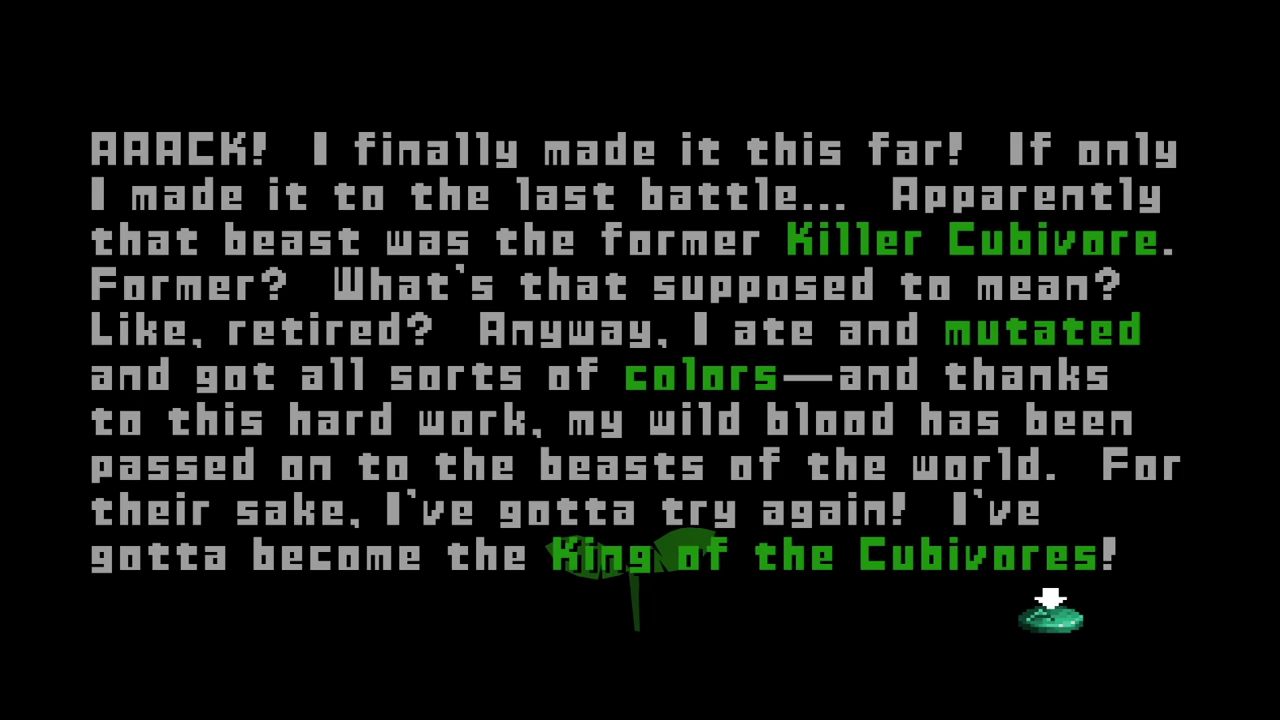 AAACK!  I finally made it this far!  If only
I made it to the last battle...  Apparently
that beast was the former Killer Cubivore.
Former?  What's that supposed to mean?
Like, retired?  Anyway, I ate and mutated
and got all sorts of colors—and thanks
to this hard work, my wild blood has been
passed on to the beasts of the world.  For
their sake, I've gotta try again!  I've
gotta become the King of the Cubivores!